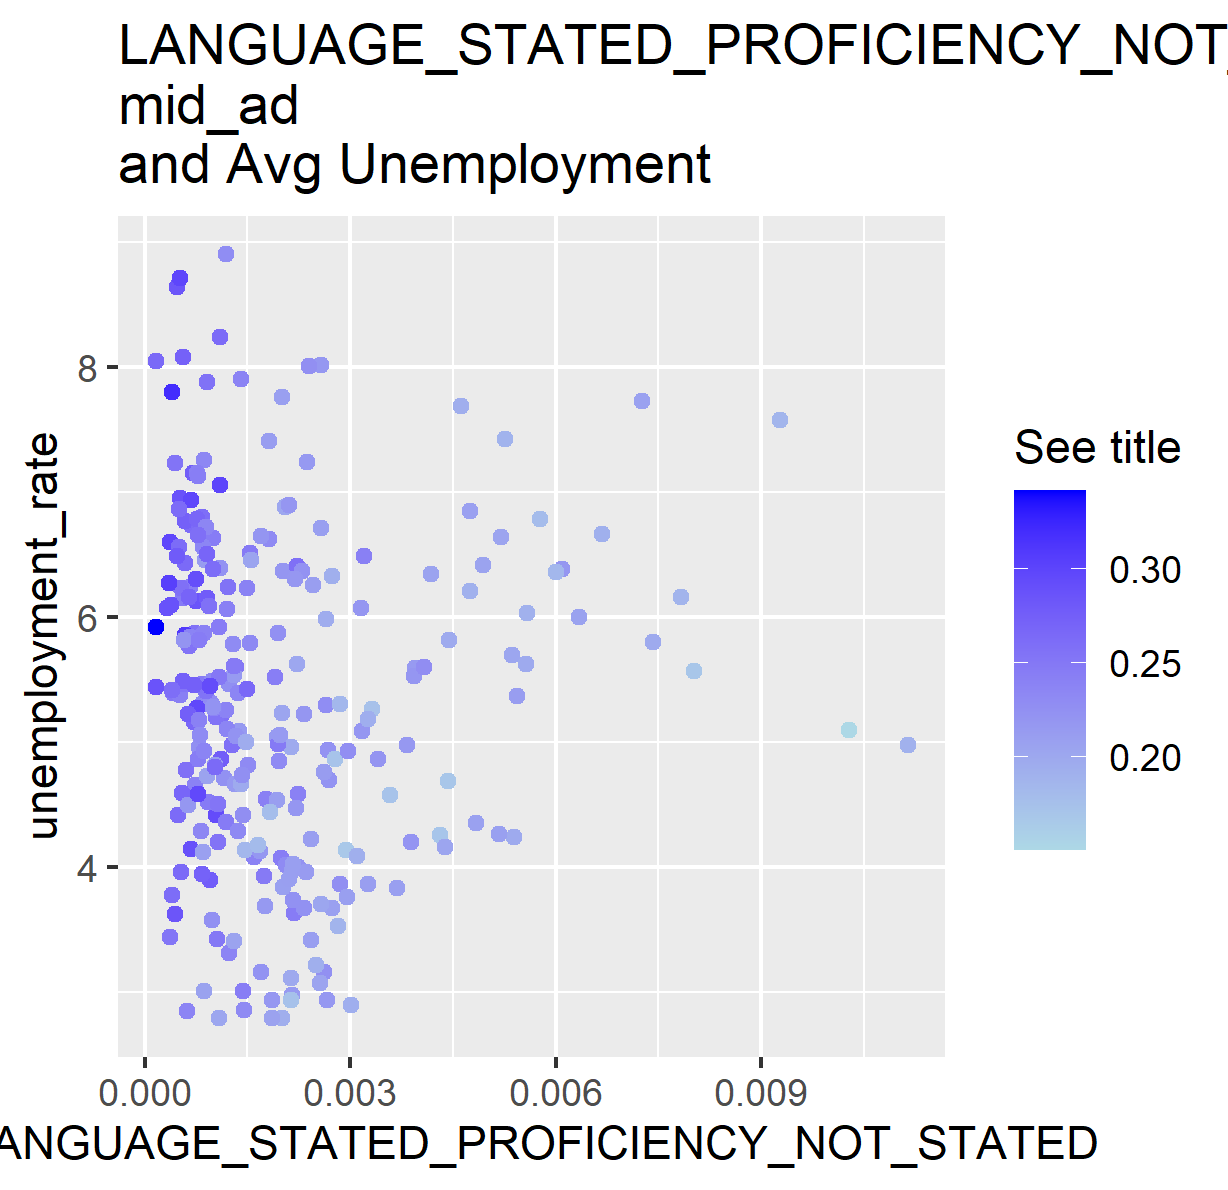 LANGUAGE_STATED_PROFICIENCY_NOT_
mid_ad
and Avg Unemployment
unemployment_rate
8
6
4
0.000 0.003 0.006 0.009
ANGUAGE_STATED_PROFICIENCY_NOT_STATED
See title
0.30
0.25
0.20